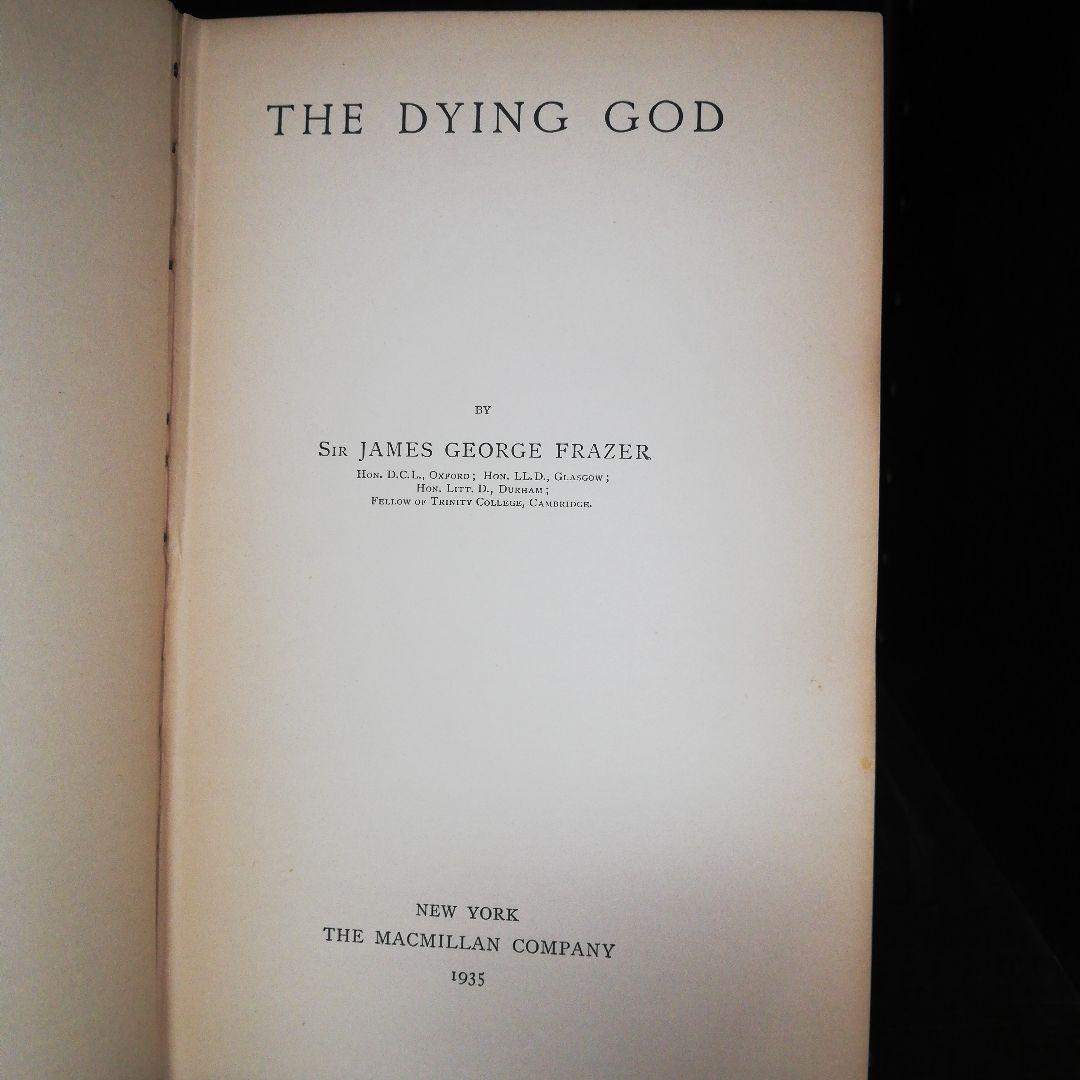 THE DYING GOD
BY
SIR JAMES GEORGE FRAZER
HON. D.C.L., OXFORD; HON. LL.D., GLASGOW;
HON. LITT. D., DURHAM;
FELLOW OF TRINITY COLLEGE, CAMBRIDGE.
NEW YORK
THE MACMILLAN COMPANY
1935